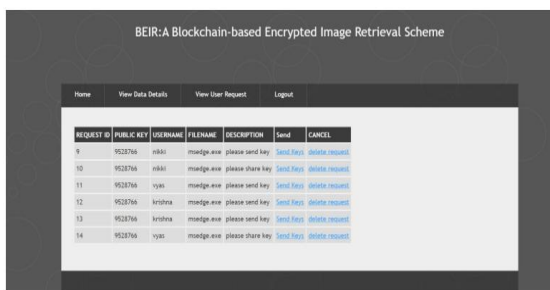 BEIR:A Blockchain-based Encrypted Image Retrieval Scheme
Home View Data Details View User Request Logout
REQUEST ID PUBLIC KEY USERNAME FILENAME DESCRIPTION Send CANCEL
9 9528766 nikki msedge.exe please send key Send Keys delete request
10 9528766 nikki msedge.exe please share key Send Keys delete request
11 9528766 vyas msedge.exe please send key Send Keys delete request
12 9528766 krishna msedge.exe please send key Send Keys delete request
13 9528766 krishna msedge.exe please send key Send Keys delete request
14 9528766 vyas msedge.exe please share key Send Keys delete request